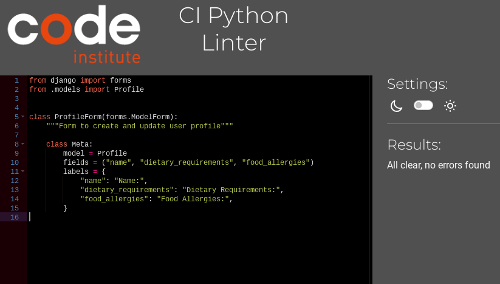 code
institute
CI Python
Linter
1 from django import forms
2 from .models import Profile
3
4
5 class ProfileForm(forms.ModelForm):
6 """Form to create and update user profile"""
7
8 class Meta:
9 model = Profile
10 fields = ("name", "dietary_requirements", "food_allergies")
11 labels = {
12 "name": "Name:",
13 "dietary_requirements": "Dietary Requirements:",
14 "food_allergies": "Food Allergies:",
15 }
16
Settings:
Results:
All clear, no errors found